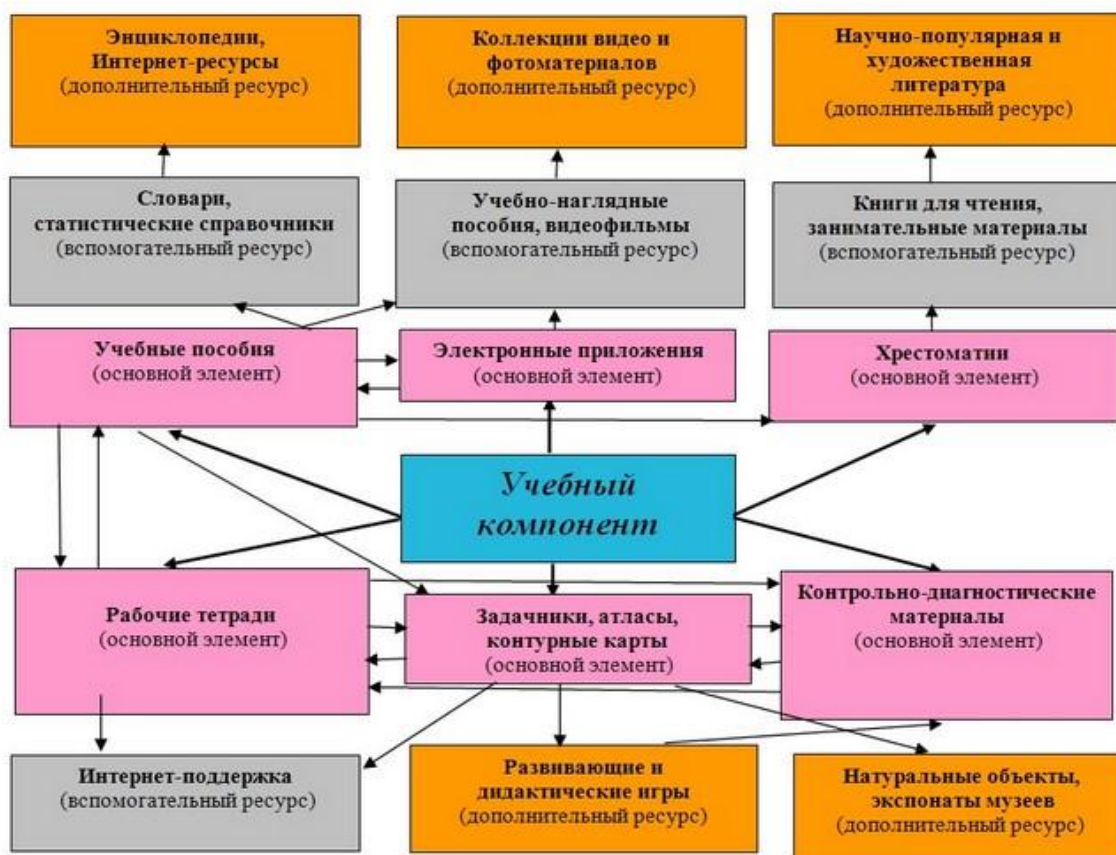 Энциклопедии,
Интернет-ресурсы
(дополнительный ресурс)
Коллекции видео и
фотоматериалов
(дополнительный ресурс)
Научно-популярная и
художественная
литература
(дополнительный ресурс)
Словари,
статистические справочники
(вспомогательный ресурс)
Учебно-наглядные
пособия, видеофильмы
(вспомогательный ресурс)
Книги для чтения,
занимательные материалы
(вспомогательный ресурс)
Учебные пособия
(основной элемент)
Электронные приложения
(основной элемент)
Хрестоматии
(основной элемент)
Учебный
компонент
Рабочие тетради
(основной элемент)
Задачники, атласы,
контурные карты
(основной элемент)
Контрольно-диагностические
материалы
(основной элемент)
Интернет-поддержка
(вспомогательный ресурс)
Развивающие и
дидактические игры
(дополнительный ресурс)
Натуральные объекты,
экспонаты музеев
(дополнительный ресурс)